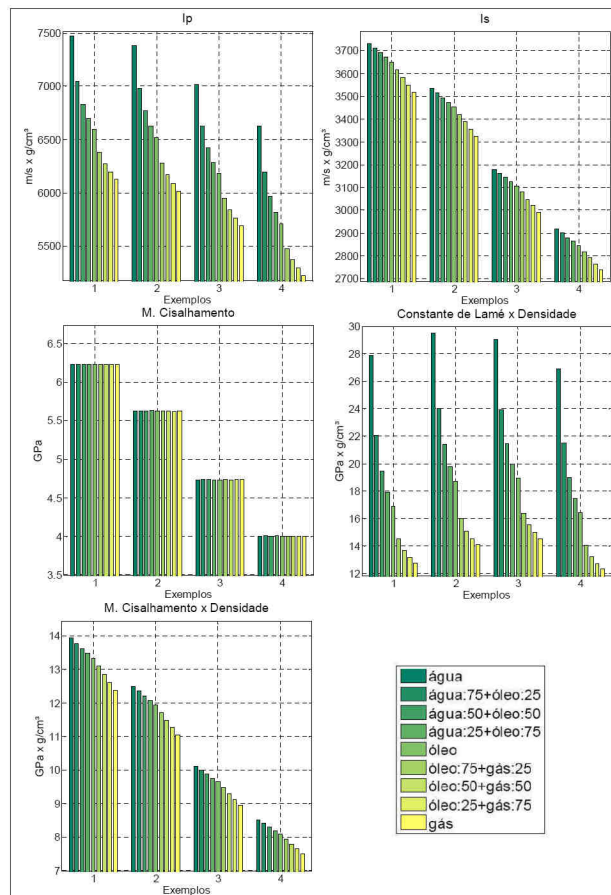 Ip
7500
7000
6500
6000
5500
m/s x g/cm³
1 2 3 4
Exemplos
Is
3700
3600
3500
3400
3300
3200
3100
3000
2900
2800
2700
m/s x g/cm³
1 2 3 4
Exemplos
M. Cisalhamento
6.5
6
5.5
5
4.5
4
3.5
GPa
1 2 3 4
Exemplos
Constante de Lamé x Densidade
30
28
26
24
22
20
18
16
14
12
GPa x g/cm³
1 2 3 4
Exemplos
M. Cisalhamento x Densidade
14
13
12
11
10
9
8
7
GPa x g/cm³
1 2 3 4
Exemplos
água
água:75+óleo:25
água:50+óleo:50
água:25+óleo:75
óleo
óleo:75+gás:25
óleo:50+gás:50
óleo:25+gás:75
gás